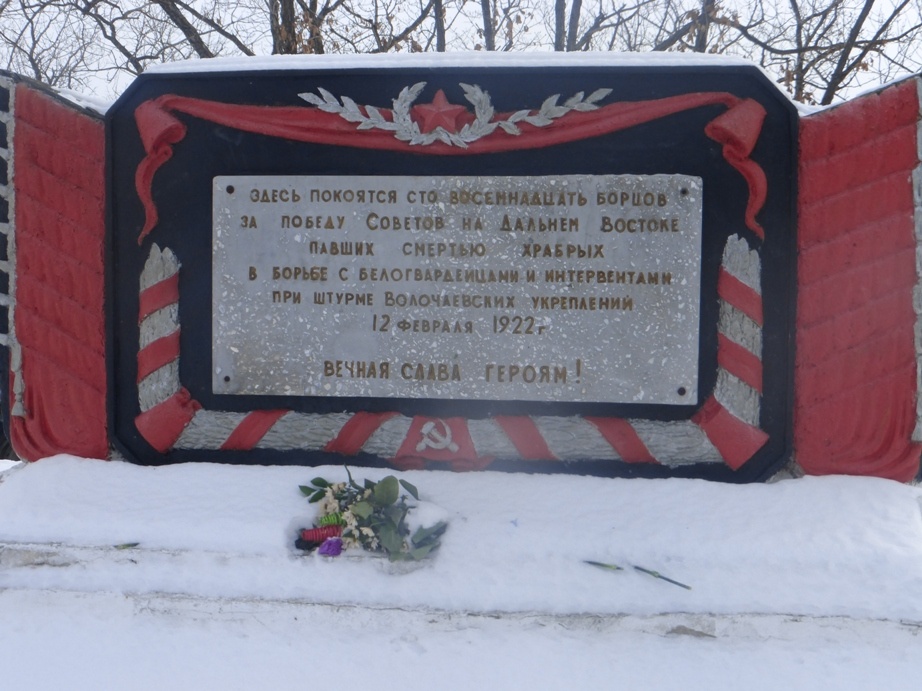 ЗДЕСЬ ПОКОЯТСЯ СТО ВОСЕМНАДЦАТЬ БОРЦОВ
ЗА ПОБЕДУ СОВЕТОВ НА ДАЛЬНЕМ ВОСТОКЕ
ПАВШИХ СМЕРТЬЮ ХРАБРЫХ
В БОРЬБЕ С БЕЛОГВАРДЕЙЦАМИ И ИНТЕРВЕНТАМИ
ПРИ ШТУРМЕ ВОЛОЧАЕВСКИХ УКРЕПЛЕНИЙ
12 ФЕВРАЛЯ 1922 г.
ВЕЧНАЯ СЛАВА ГЕРОЯМ!